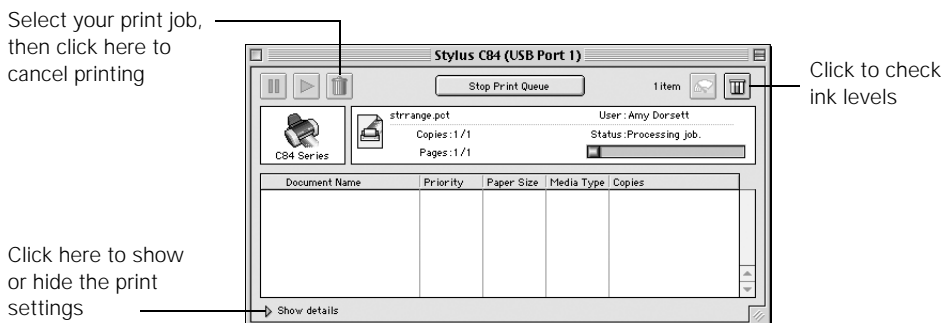 Select your print job,
then click here to
cancel printing
Stylus C84 (USB Port 1)
Click to check
ink levels
Stop Print Queue
1 item
strrange.pot
User : Amy Dorsett
Copies : 1 / 1
Status : Processing job.
Pages : 1 / 1
C84 Series
Document Name Priority Paper Size Media Type Copies
Click here to show
or hide the print
settings
Show details